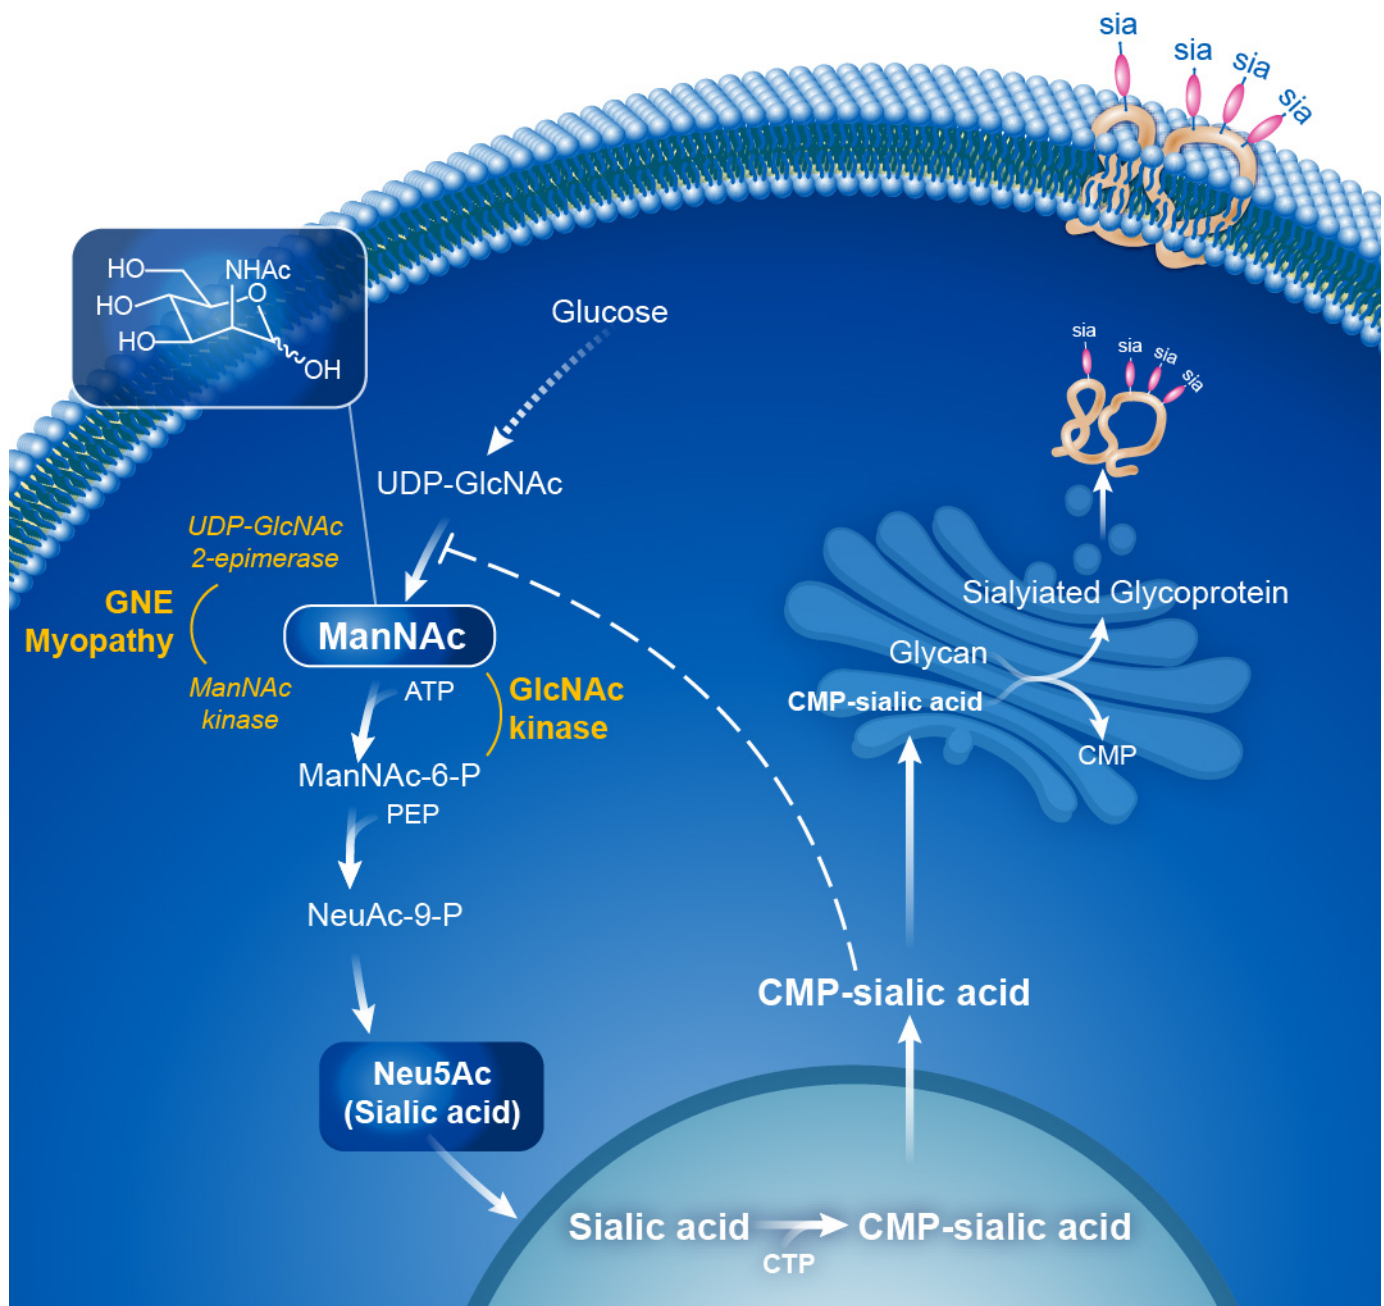 sia
sia
sia
sia
HO
NHAc
O
HO
HO
OH
Glucose
sia
sia
sia
sia
UDP-GlcNAc
UDP-GlcNAc
2-epimerase
GNE
Myopathy
ManNAc
kinase
ManNAc
ATP
GlcNAc
kinase
ManNAc-6-P
PEP
NeuAc-9-P
Neu5Ac
(Sialic acid)
Sialyiated Glycoprotein
Glycan
CMP-sialic acid
CMP
CMP-sialic acid
Sialic acid
CTP
CMP-sialic acid